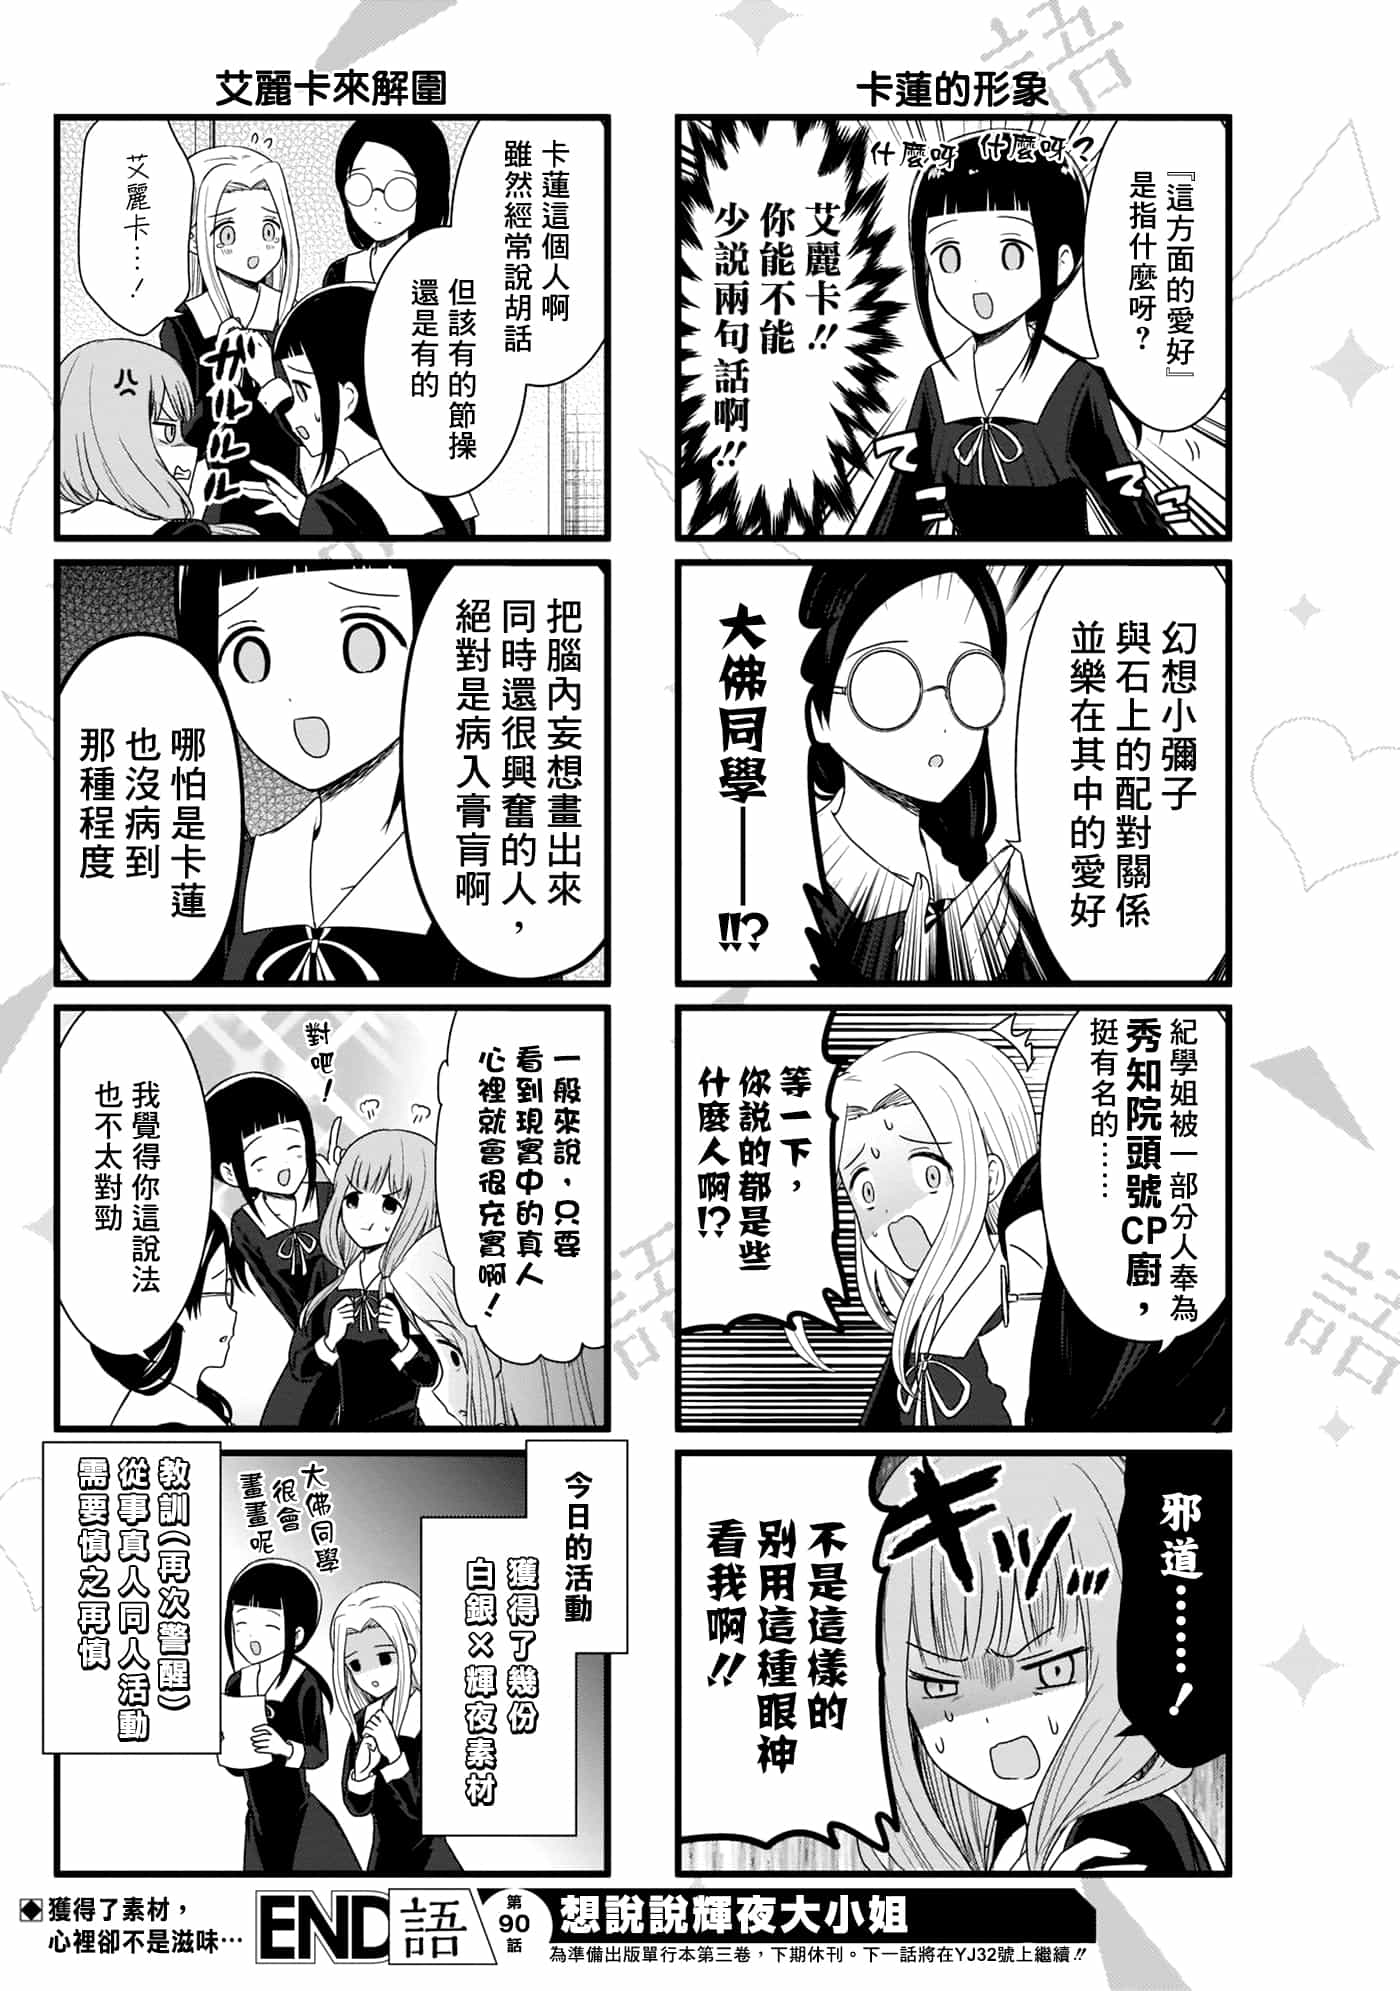 卡蓮的形象
『這方面的愛好』
是指什麼呀？
什麼呀
什麼呀？
艾麗卡!!
你能不能
少說兩句話啊!!
幻想小彌子
與石上的配對關係
並樂在其中的愛好
大佛同學——!!?
紀學姐被一部分人奉為
秀知院頭號CP廚，
挺有名的……
等一下，
你說的都是些
什麼人啊!?
邪道……！
キッ…
不是這樣的
別用這種眼神
看我啊!!
艾麗卡來解圍
卡蓮這個人啊
雖然經常說胡話
但該有的節操
還是有的
艾麗卡…！
ガルルルル
把腦內妄想畫出來
同時還很興奮的人，
絕對是病入膏肓啊
哪怕是卡蓮
也沒病到
那種程度
一般來說，只要
看到現實中的真人
心裡就會很充實啊！
對吧！
我覺得你這說法
也不太對勁
今日的活動
獲得了幾份
白銀×輝夜素材
大佛同學
很會
畫畫呢
教訓(再次警醒)
從事真人同人活動
需要慎之再慎
獲得了素材，
心裡卻不是滋味…
END
語
第90話
想說說輝夜大小姐
為準備出版單行本第三卷，下期休刊。下一話將在YJ32號上繼續!!
語
語
語